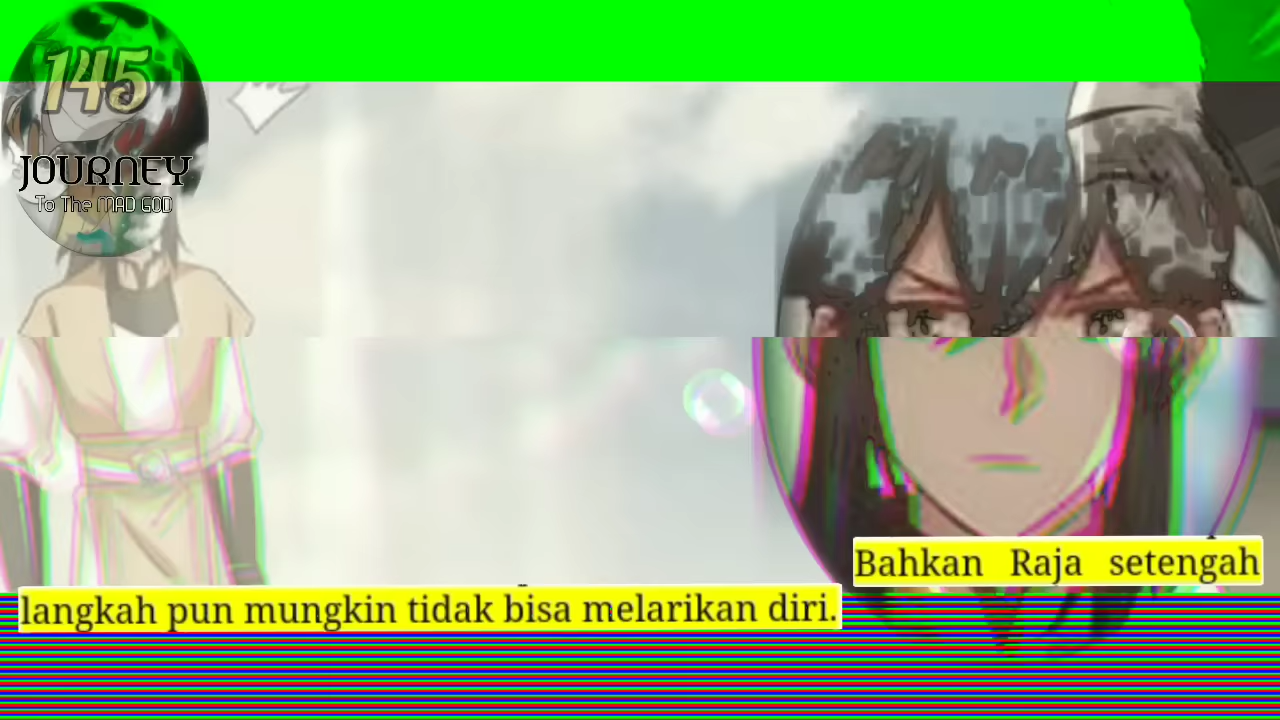 145
JOURNEY
To The MAD GOD
Bahkan Raja setengah
langkah pun mungkin tidak bisa melarikan diri.